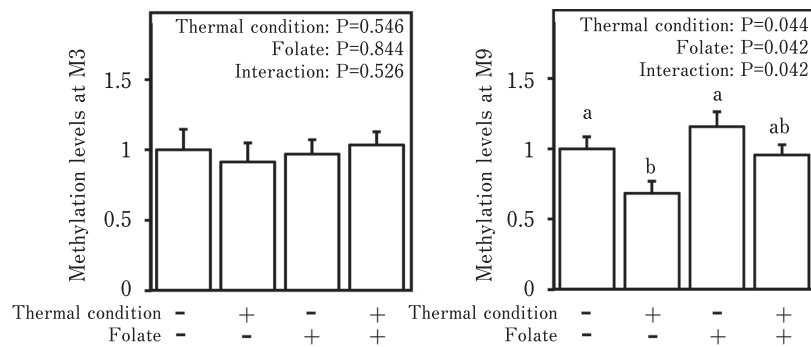 Thermal condition: P=0.546
Folate: P=0.844
Interaction: P=0.526
Methylation levels at M3
1.5
1
0.5
0
Thermal condition - + - +
Folate - - + +
Thermal condition: P=0.044
Folate: P=0.042
Interaction: P=0.042
Methylation levels at M9
1.5
1
0.5
0
a
b
a
ab
Thermal condition - + - +
Folate - - + +